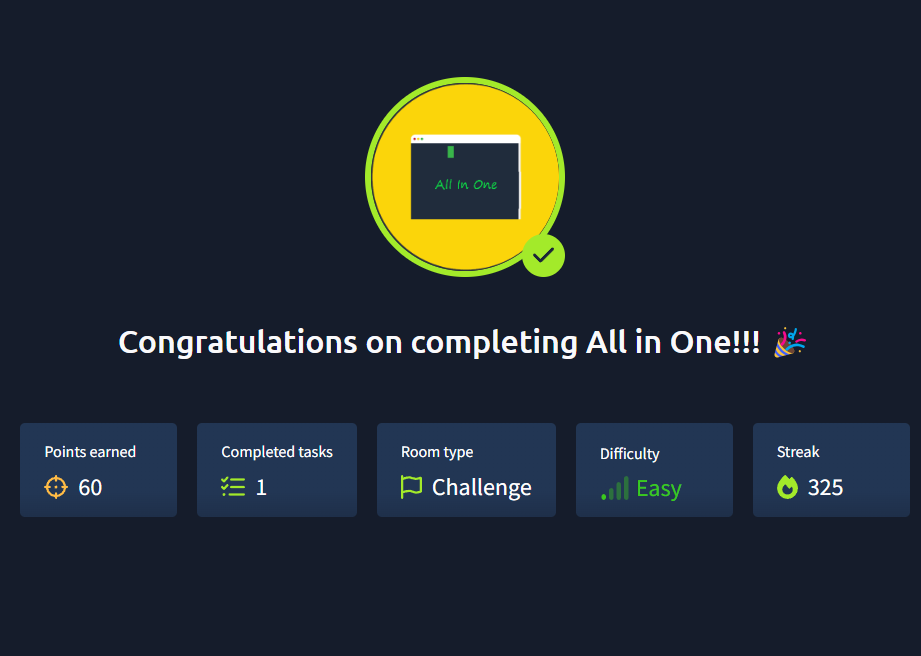 All In One
Congratulations on completing All in One!!! 🎉
Points earned
60
Completed tasks
1
Room type
Challenge
Difficulty
Easy
Streak
325